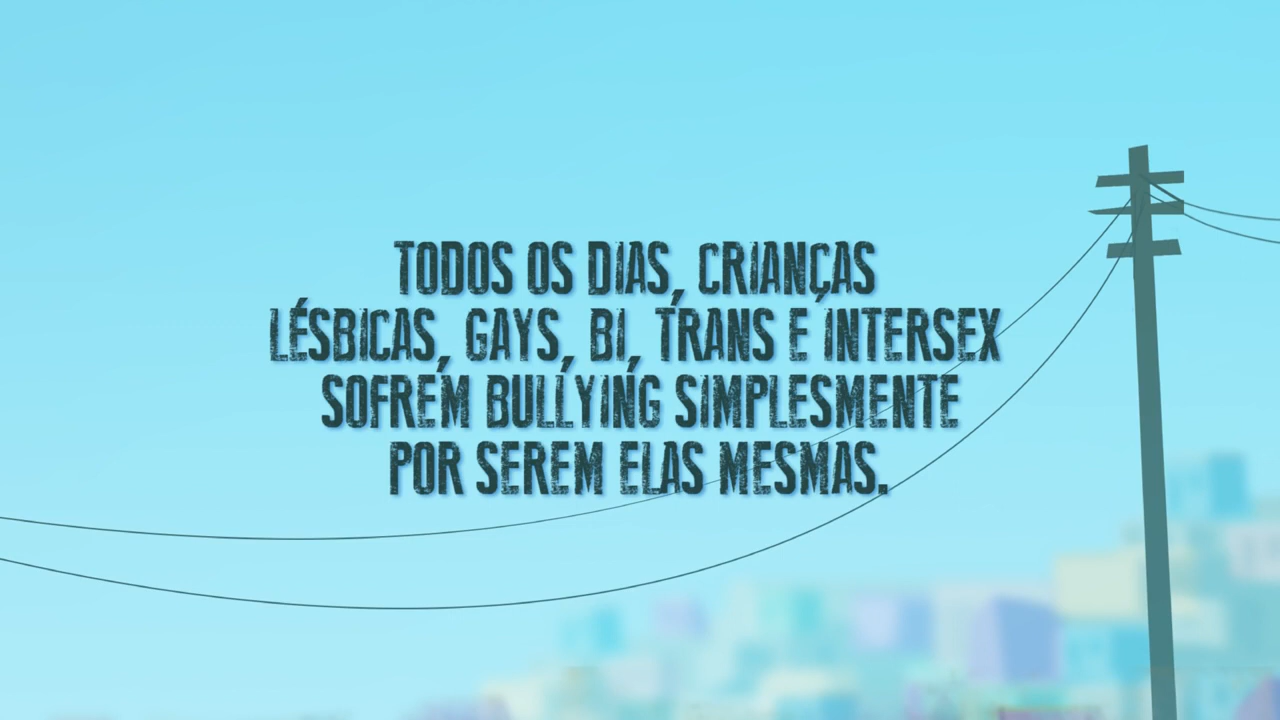 TODOS OS DIAS, CRIANÇAS
LÉSBICAS, GAYS, BI, TRANS E INTERSEX
SOFREM BULLYING SIMPLESMENTE
POR SEREM ELAS MESMAS.